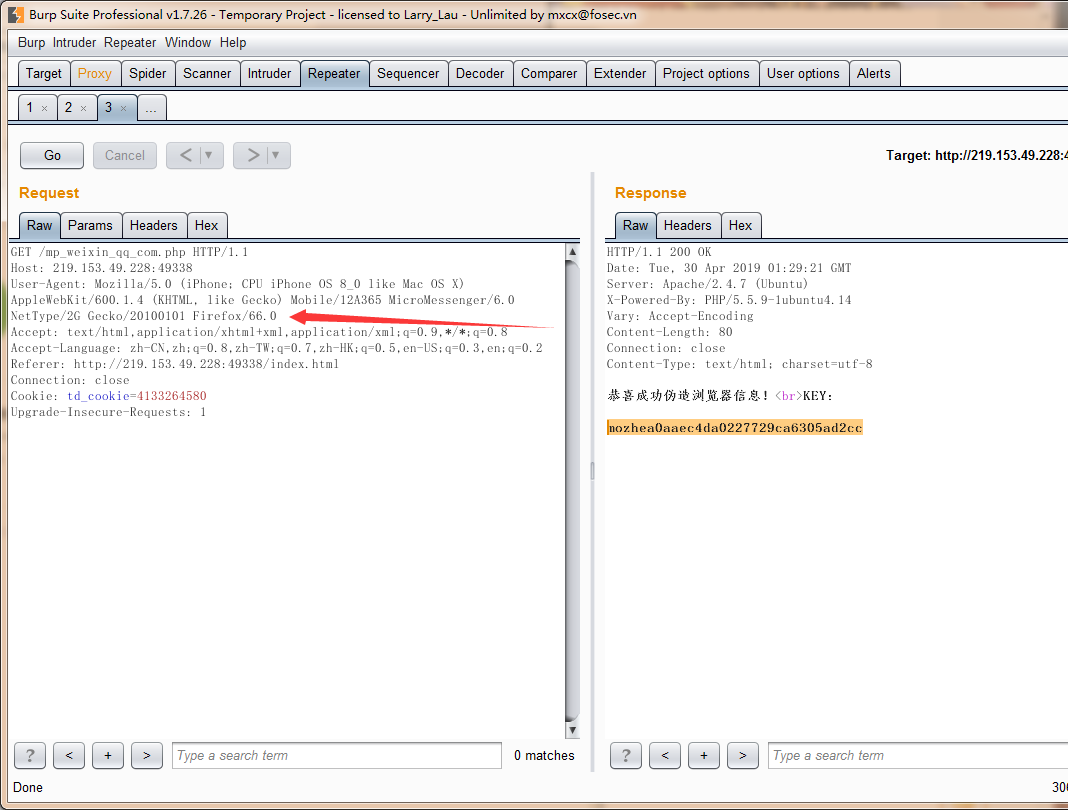 Burp Suite Professional v1.7.26 - Temporary Project - licensed to Larry_Lau - Unlimited by mxcx@fosec.vn
Burp Intruder Repeater Window Help
Target Proxy Spider Scanner Intruder Repeater Sequencer Decoder Comparer Extender Project options User options Alerts
1 × 2 × 3 × ...
Go Cancel < ▼ > ▼ Target: http://219.153.49.228:4
Request
Raw Params Headers Hex
GET /mp_weixin_qq_com.php HTTP/1.1
Host: 219.153.49.228:49338
User-Agent: Mozilla/5.0 (iPhone; CPU iPhone OS 8_0 like Mac OS X)
AppleWebKit/600.1.4 (KHTML, like Gecko) Mobile/12A365 MicroMessenger/6.0
NetType/2G Gecko/20100101 Firefox/66.0
Accept: text/html,application/xhtml+xml,application/xml;q=0.9,*/*;q=0.8
Accept-Language: zh-CN,zh;q=0.8,zh-TW;q=0.7,zh-HK;q=0.5,en-US;q=0.3,en;q=0.2
Referer: http://219.153.49.228:49338/index.html
Connection: close
Cookie: td_cookie=4133264580
Upgrade-Insecure-Requests: 1
? < + > Type a search term 0 matches
Response
Raw Headers Hex
HTTP/1.1 200 OK
Date: Tue, 30 Apr 2019 01:29:21 GMT
Server: Apache/2.4.7 (Ubuntu)
X-Powered-By: PHP/5.5.9-1ubuntu4.14
Vary: Accept-Encoding
Content-Length: 80
Connection: close
Content-Type: text/html; charset=utf-8
恭喜成功伪造浏览器信息！<br>KEY:
mozhea0aaec4da0227729ca6305ad2cc
? < + > Type a search term
Done 300